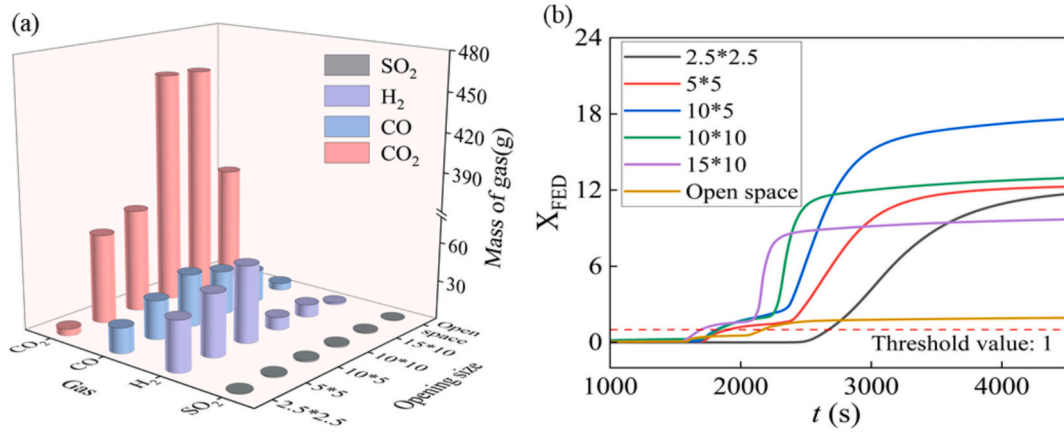 (a)
SO₂
H₂
CO
CO₂
480
450
420
390
60
30
Mass of gas(g)
CO₂
CO
H₂
SO₂
Gas
2.5*2.5
5*5
10*5
10*10
15*10
Open
space
Opening size
(b)
24
18
12
6
0
X_FED
2.5*2.5
5*5
10*5
10*10
15*10
Open space
Threshold value: 1
1000
2000
3000
4000
t (s)